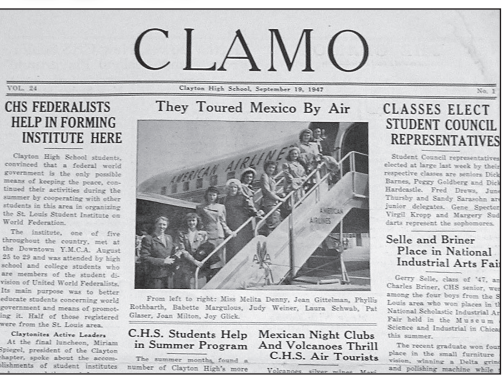 CLAMO
VOL. 24
Clayton High School, September 19, 1947
No. 1
CHS FEDERALISTS
HELP IN FORMING
INSTITUTE HERE
Clayton High School students,
convinced that a federal world
government is the only possible
means of keeping the peace, con-
tinued their activities during the
summer by cooperating with other
students in this area in organizing
the St. Louis Student Institute on
World Federation.
The institute, one of five
throughout the country, met at
the Downtown Y.M.C.A. August
25 to 29 and was attended by high
school and college students who
are members of the student di-
vision of United World Federalists.
Its main purpose was to better
educate students concerning world
government and means of promot-
ing it. Half of those registered
were from the St. Louis area.
Claytonites Active Leaders
At the final luncheon, Miriam
Spiegel, president of the Clayton
chapter, spoke about the accom-
plishments of student institutes
They Toured Mexico By Air
AMERICAN AIRLINES
AMERICAN
AIRLINES
From left to right: Miss Melita Denny, Joan Gittelman, Phyllis
Rothbarth, Babette Margulous, Judy Weiner, Laura Schwab, Pat
Glaser, Joan Milton, Joy Glick.
C.H.S. Students Help
in Summer Program
The summer months found a
number of Clayton High's more
Mexican Night Clubs
And Volcanoes Thrill
C.H.S. Air Tourists
Volcanoes silver mines
CLASSES ELECT
STUDENT COUNCIL
REPRESENTATIVES
Student Council representatives
elected at large last week by their
respective classes are seniors Dick
Barnes, Peggy Goldberg and Dick
Hardcastle. Fred Drews, June
Thursby and Sandy Sarasohn are
junior delegates. Gene Spector,
Virgil Kropp and Margery Sud-
darts represent the sophomores.
Selle and Briner
Place in National
Industrial Arts Fair
Gerry Selle, class of '47, and
Charles Briner, CHS senior, were
among the four boys from the St.
Louis area who won places in the
National Scholastic Industrial Art
Fair held in the Museum of
Science and Industrial in Chicago
this summer.
The recent graduate won fourth
place in the small furniture
vision, winning a Delta grind
and polishing machine while